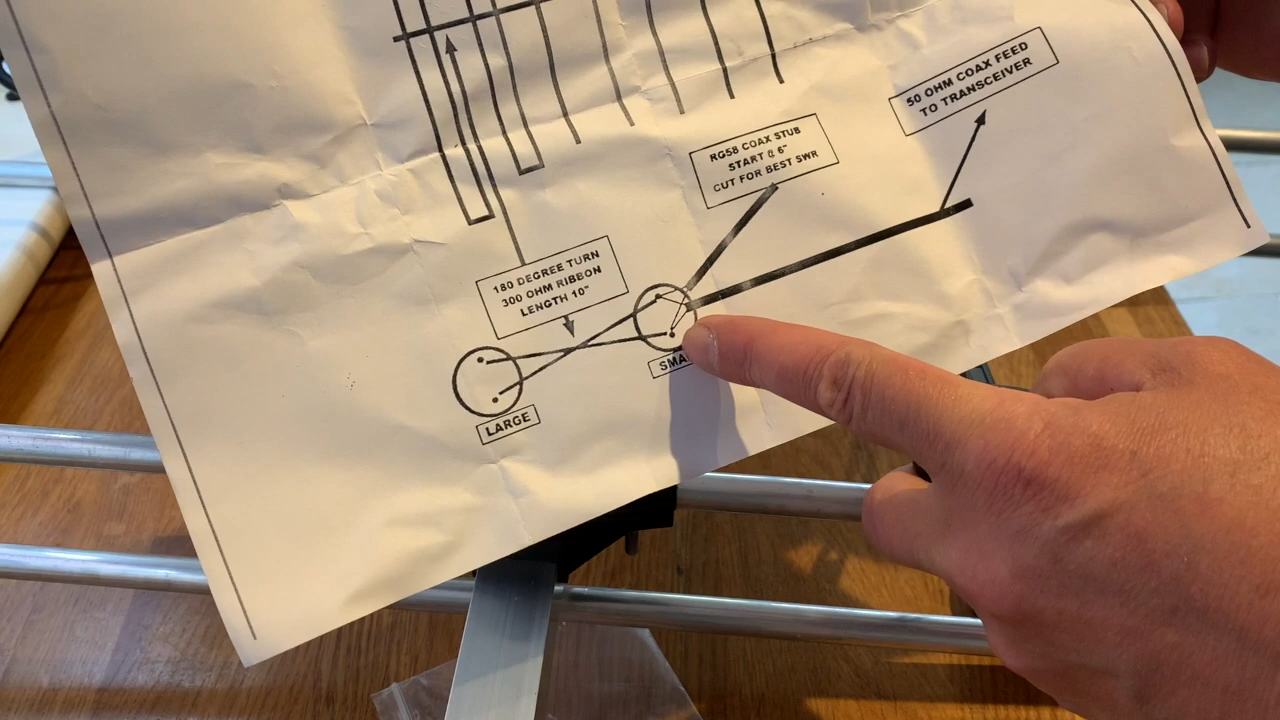 50 OHM COAX FEED
TO TRANSCEIVER
RG58 COAX STUB
START @ 6"
CUT FOR BEST SWR
180 DEGREE TURN
300 OHM RIBBON
LENGTH 10"
SMA
LARGE